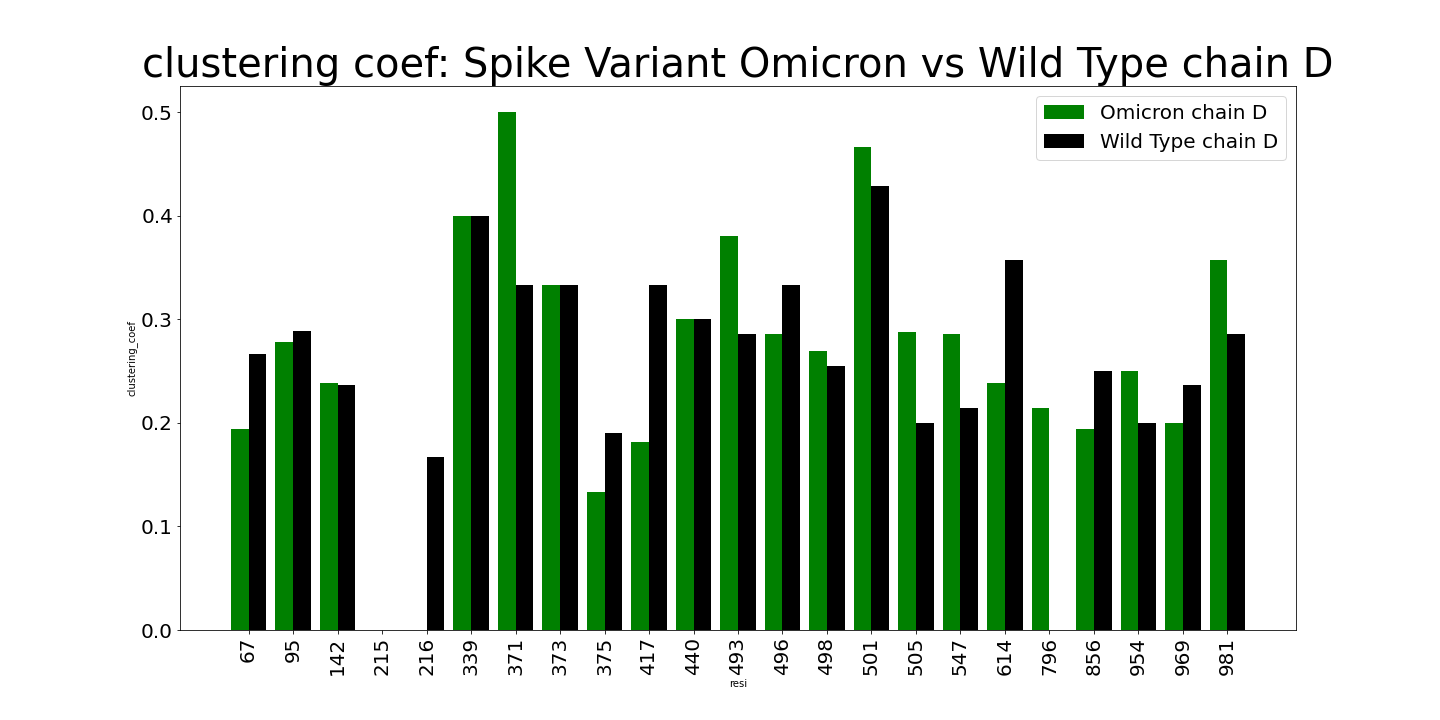 clustering coef: Spike Variant Omicron vs Wild Type chain D
Omicron chain D
Wild Type chain D
clustering_coef
0.5
0.4
0.3
0.2
0.1
0.0
67 95 142 215 216 339 371 373 375 417 440 493 496 498 501 505 547 614 796 856 954 969 981
resi